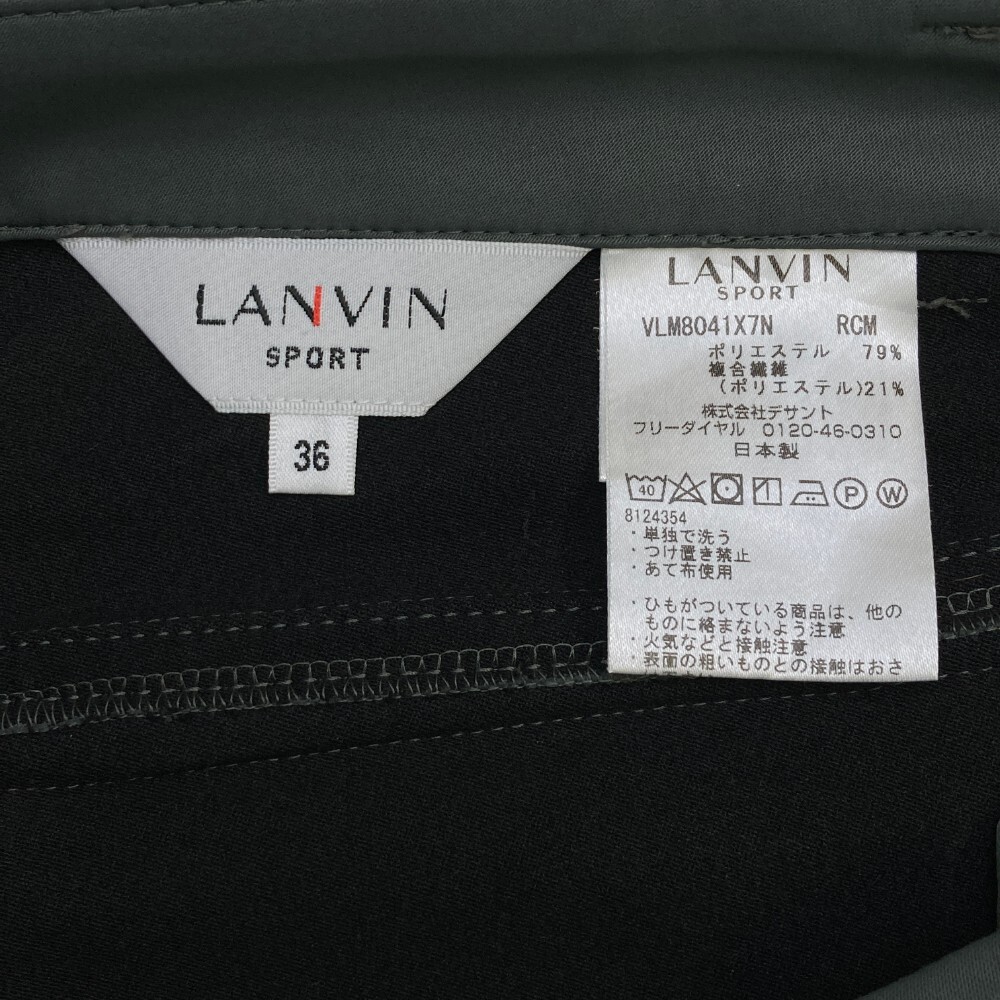 LANVIN
SPORT
36
LANVIN
SPORT
VLM8041X7N RCM
ポリエステル 79%
複合繊維
(ポリエステル)21%
株式会社デサント
フリーダイヤル 0120-46-0310
日本製
40 P W
8124354
・単独で洗う
・つけ置き禁止
・あて布使用
・ひもがついている商品は、他の
ものに絡まないよう注意
・火気などと接触注意
・表面の粗いものとの接触はおさ